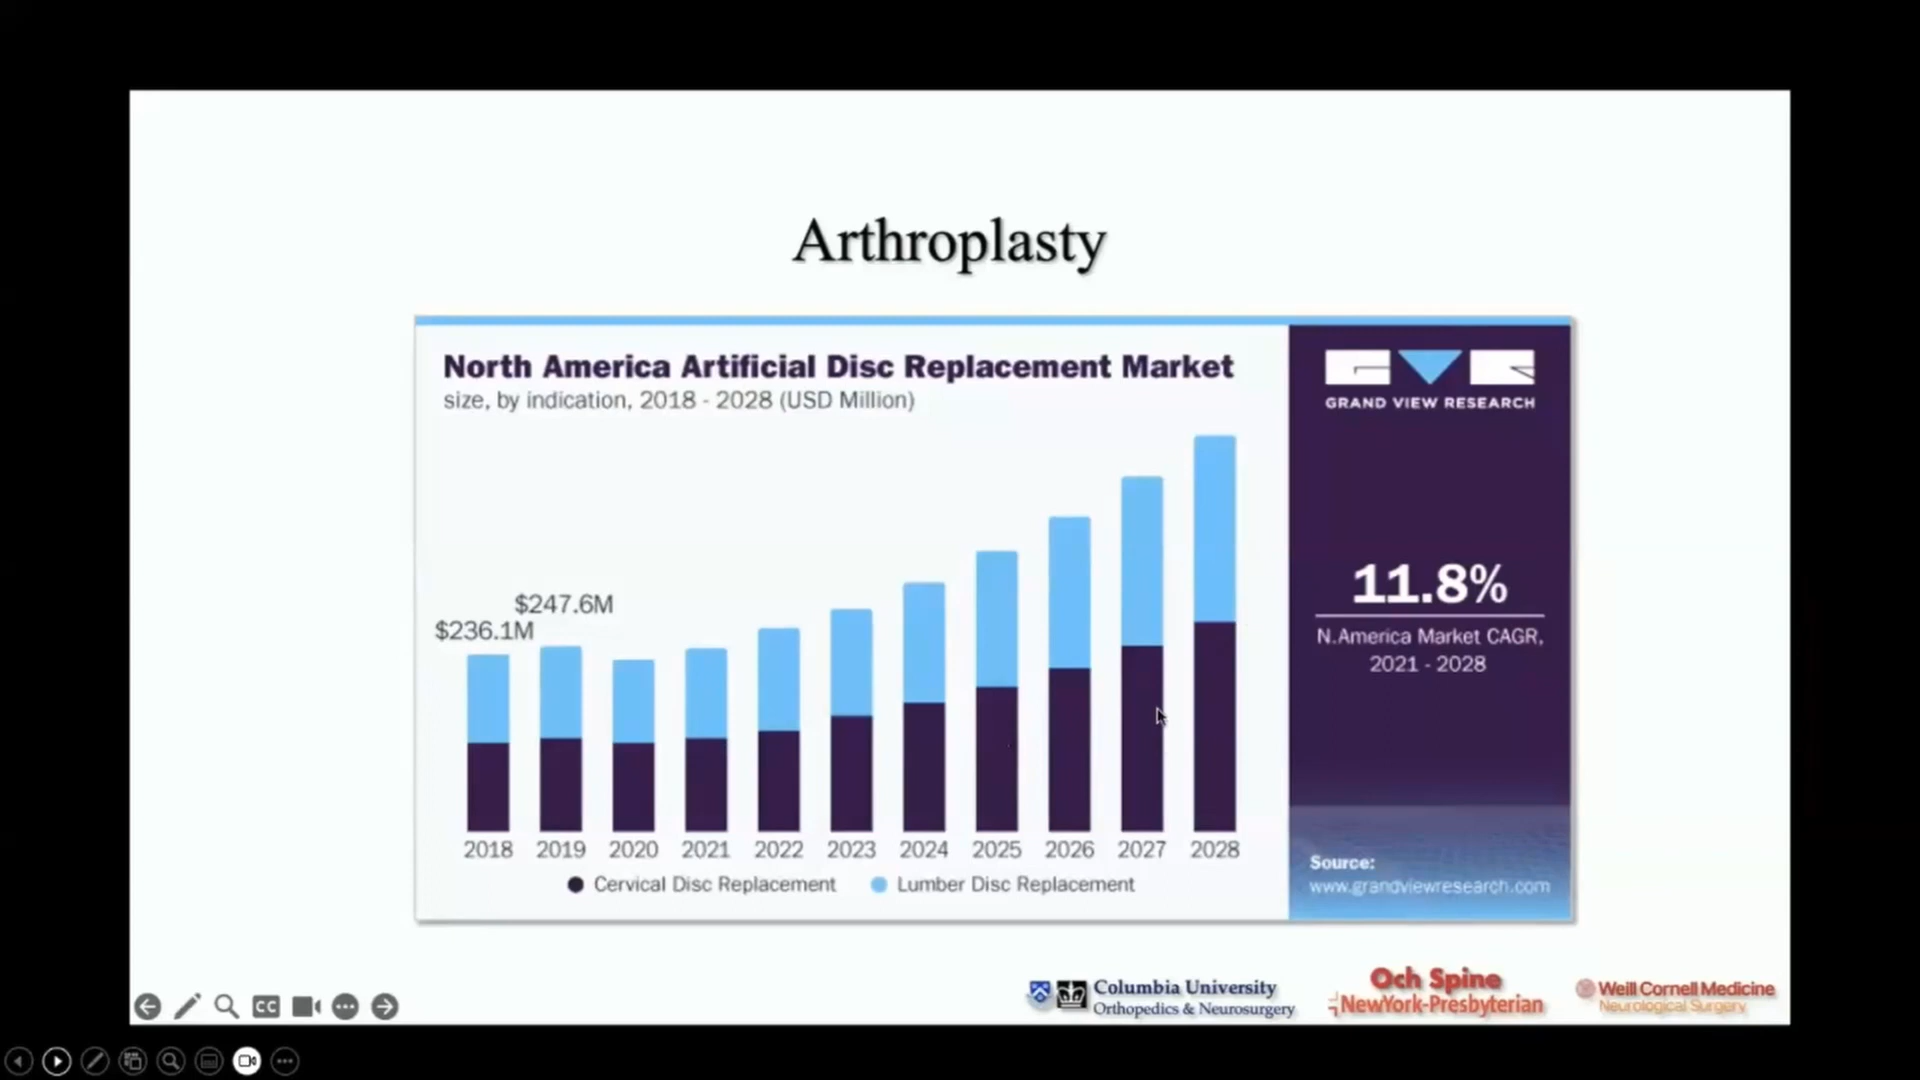 Arthroplasty
North America Artificial Disc Replacement Market
size, by indication, 2018 - 2028 (USD Million)
GRAND VIEW RESEARCH
$247.6M
$236.1M
11.8%
N.America Market CAGR,
2021 - 2028
2018 2019 2020 2021 2022 2023 2024 2025 2026 2027 2028
Cervical Disc Replacement Lumber Disc Replacement
Source:
www.grandviewresearch.com
CC
Columbia University
Orthopedics & Neurosurgery
Och Spine
NewYork-Presbyterian
Weill Cornell Medicine
Neurological Surgery